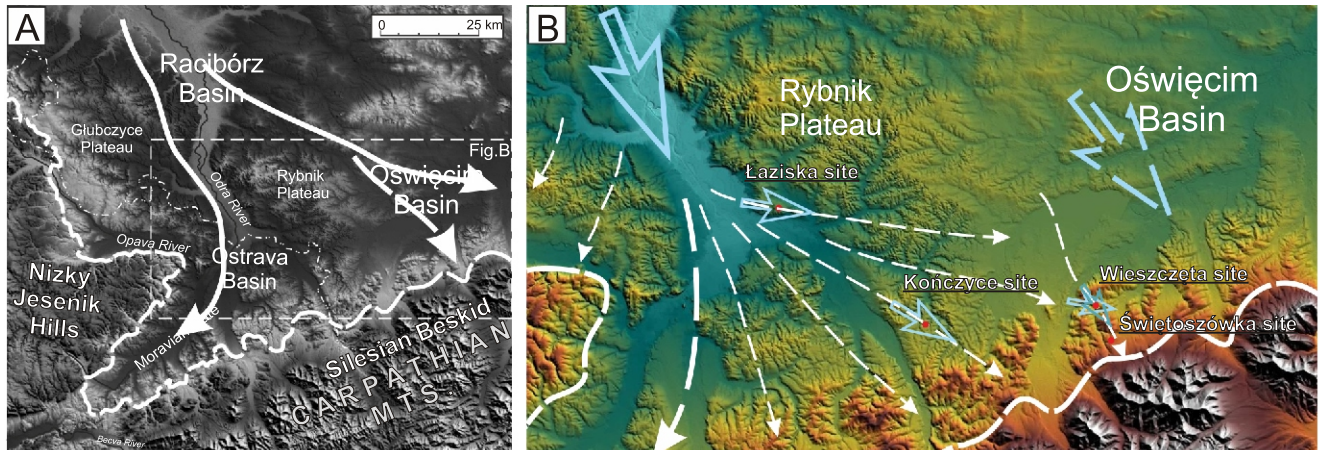 A
0 25 km
Racibórz
Basin
Głubczyce
Plateau
Fig.B
Rybnik
Plateau
Oświęcim
Basin
Odra River
Opava River
Ostrava
Basin
Nizky
Jesenik
Hills
Silesian Beskid
CARPATHIAN
MTS.
Becva River
B
Rybnik
Plateau
Oświęcim
Basin
Łaziska site
Kończyce site
Wieszczęta site
Świetoszówka site